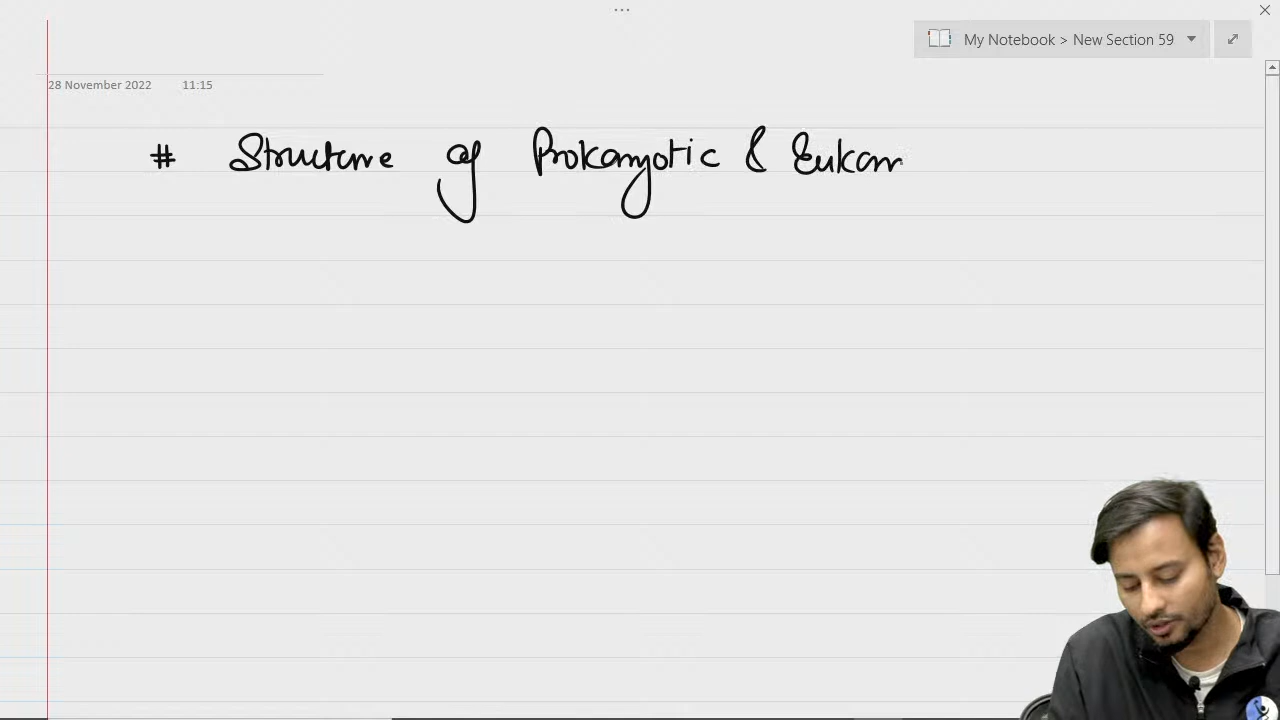 ...
My Notebook > New Section 59
28 November 2022 11:15
# Structure of Prokaryotic & Eukar